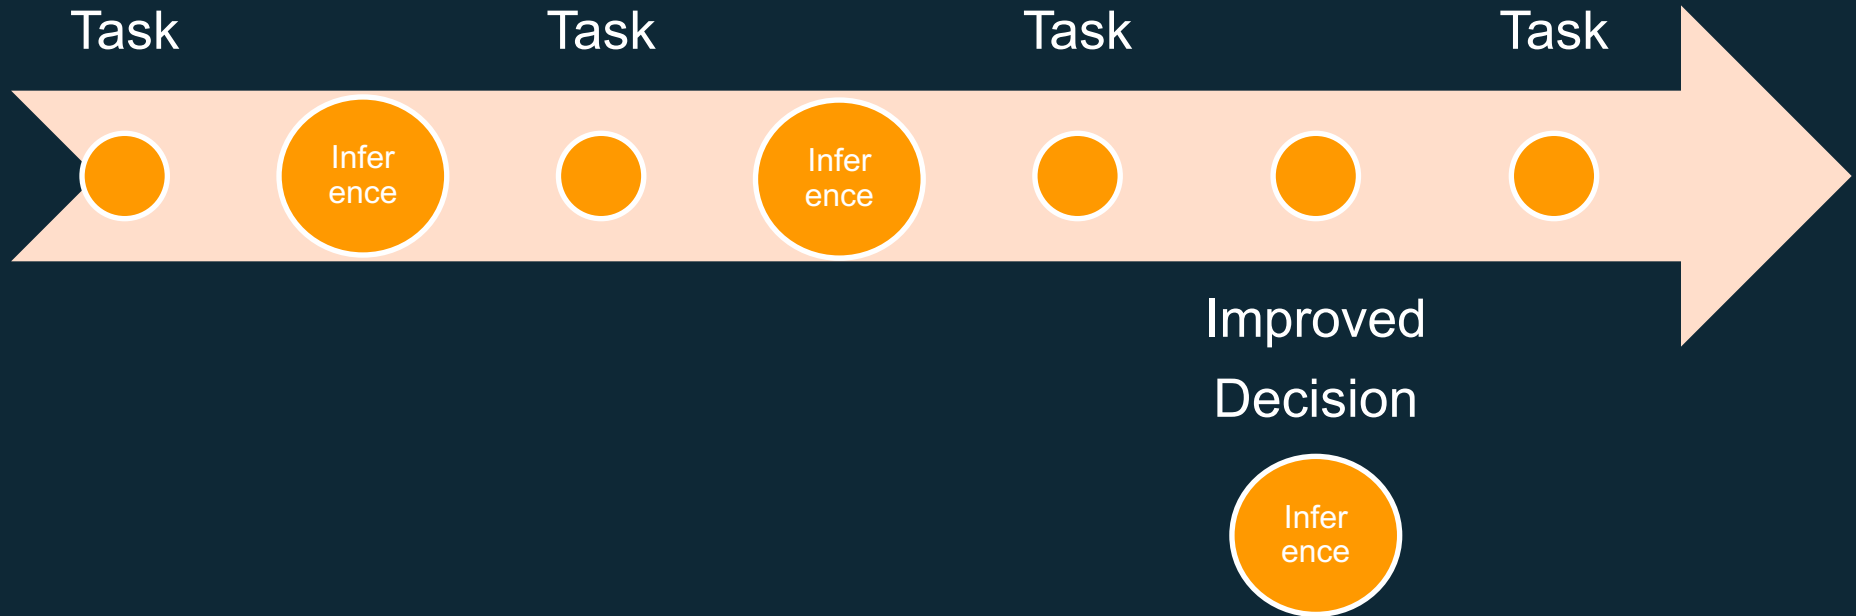 Task Task Task Task
Infer
ence
Infer
ence
Improved
Decision
Infer
ence